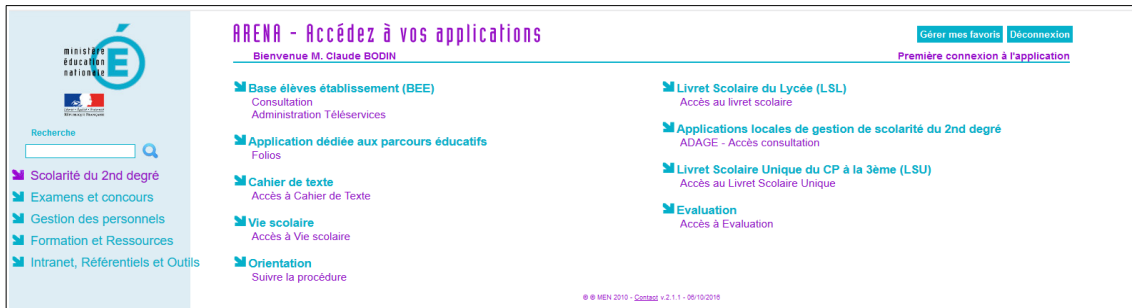 ministère
éducation
nationale
É
Recherche
Scolarité du 2nd degré
Examens et concours
Gestion des personnels
Formation et Ressources
Intranet, Référentiels et Outils
ARENA - Accédez à vos applications
Gérer mes favoris Déconnexion
Bienvenue M. Claude BODIN
Première connexion à l'application
Base élèves établissement (BEE)
Consultation
Administration Téléservices
Application dédiée aux parcours éducatifs
Folios
Cahier de texte
Accès à Cahier de Texte
Vie scolaire
Accès à Vie scolaire
Orientation
Suivre la procédure
Livret Scolaire du Lycée (LSL)
Accès au livret scolaire
Applications locales de gestion de scolarité du 2nd degré
ADAGE - Accès consultation
Livret Scolaire Unique du CP à la 3ème (LSU)
Accès au Livret Scolaire Unique
Evaluation
Accès à Evaluation
® ® MEN 2010 - Contact v.2.1.1 - 06/10/2016